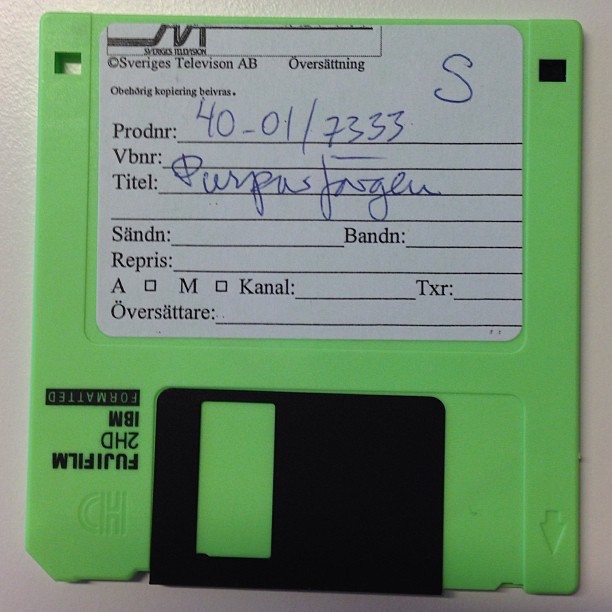 SVERIGES TELEVISION
©Sveriges Televison AB Översättning
S
Obehörig kopiering beivras.
Prodnr: 40-01/7333
Vbnr:
Titel: Purpurfärgen
Sändn: Bandn:
Repris:
A □ M □ Kanal: Txr:
Översättare:
FORMATTED
IBM
2HD
FUJIFILM
HD